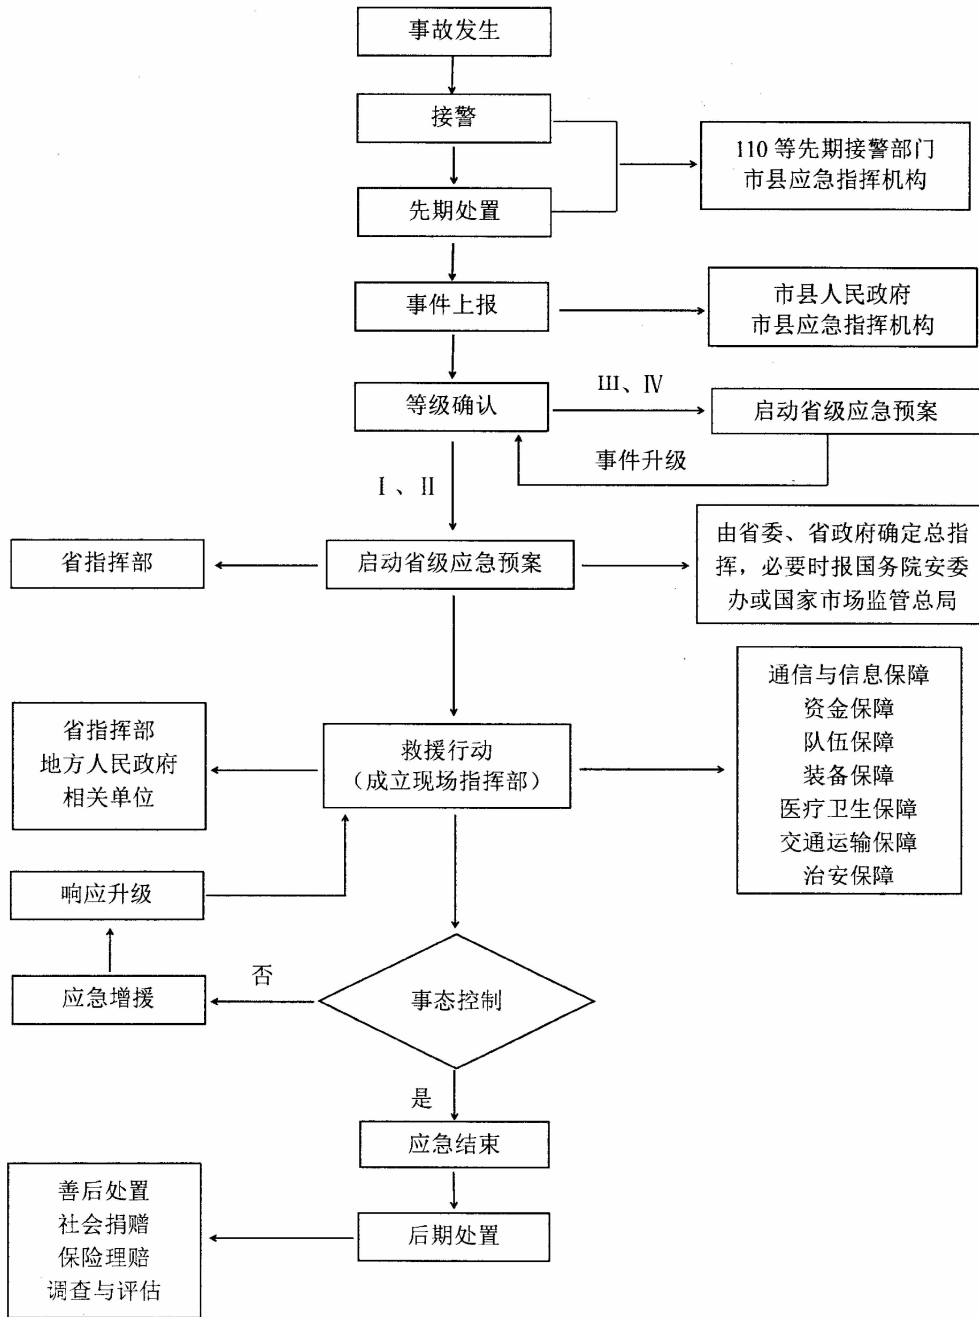 事故发生
接警
110 等先期接警部门
市县应急指挥机构
先期处置
事件上报
市县人民政府
市县应急指挥机构
等级确认
III、Ⅳ
启动省级应急预案
事件升级
Ⅰ、II
省指挥部
启动省级应急预案
由省委、省政府确定总指
挥，必要时报国务院安委
办或国家市场监管总局
省指挥部
地方人民政府
相关单位
救援行动
（成立现场指挥部）
通信与信息保障
资金保障
队伍保障
装备保障
医疗卫生保障
交通运输保障
治安保障
响应升级
应急增援
否
事态控制
是
应急结束
后期处置
善后处置
社会捐赠
保险理赔
调查与评估